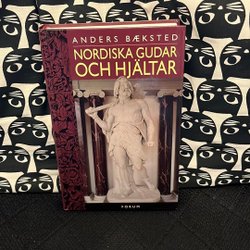 ANDERS BÆKSTED
NORDISKA GUDAR
OCH HJÄLTAR
FORUM